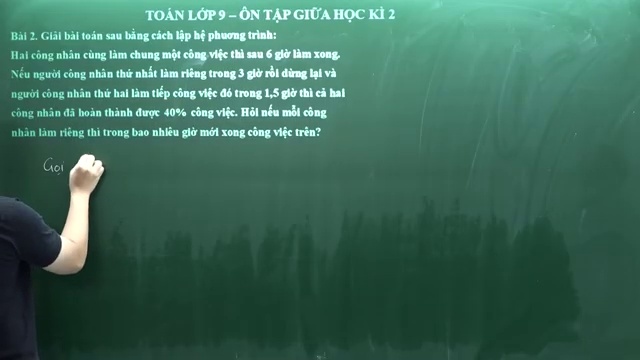 TOÁN LỚP 9 – ÔN TẬP GIỮA HỌC KÌ 2
Bài 2. Giải bài toán sau bằng cách lập hệ phương trình:
Hai công nhân cùng làm chung một công việc thì sau 6 giờ làm xong.
Nếu người công nhân thứ nhất làm riêng trong 3 giờ rồi dừng lại và
người công nhân thứ hai làm tiếp công việc đó trong 1,5 giờ thì cả hai
công nhân đã hoàn thành được 40% công việc. Hỏi nếu mỗi công
nhân làm riêng thì trong bao nhiêu giờ mới xong công việc trên?
Gọi